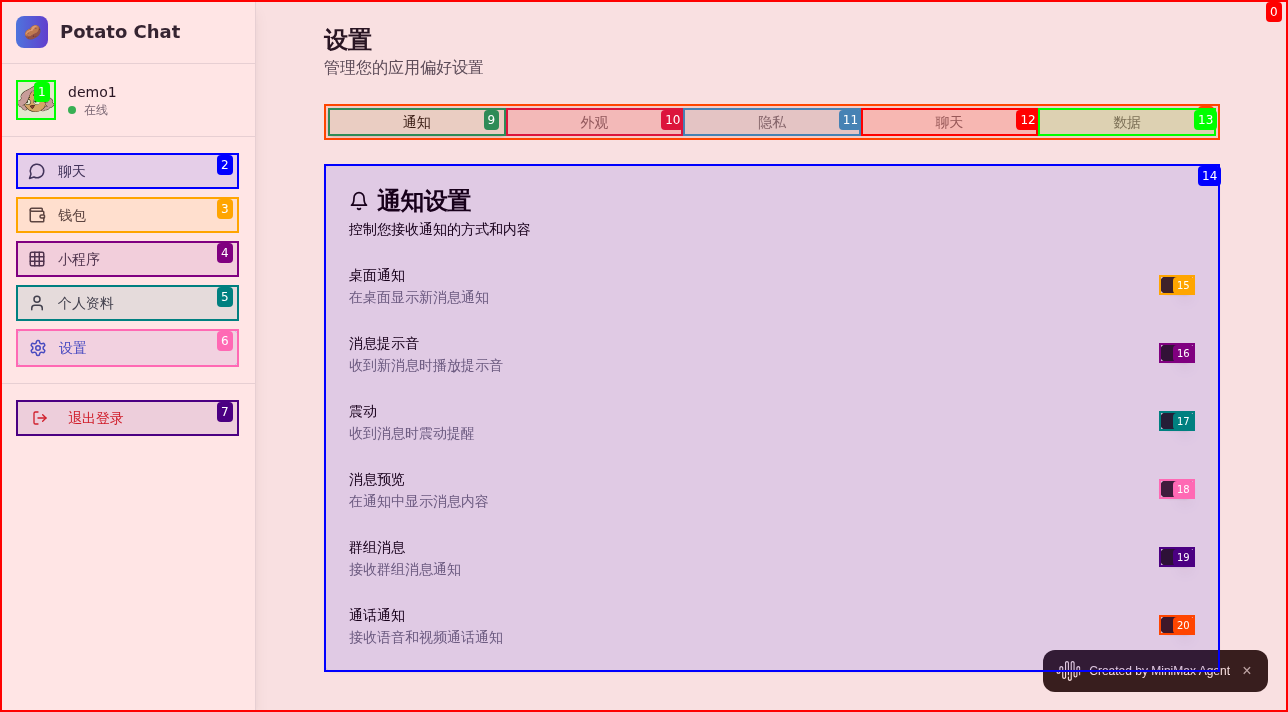 Potato Chat
0
1
demo1
在线
聊天
2
钱包
3
小程序
4
个人资料
5
设置
6
退出登录
7
设置
管理您的应用偏好设置
通知
9
外观
10
隐私
11
聊天
12
数据
13
14
通知设置
控制您接收通知的方式和内容
桌面通知
在桌面显示新消息通知
15
消息提示音
收到新消息时播放提示音
16
震动
收到消息时震动提醒
17
消息预览
在通知中显示消息内容
18
群组消息
接收群组消息通知
19
通话通知
接收语音和视频通话通知
20
Created by MiniMax Agent
×